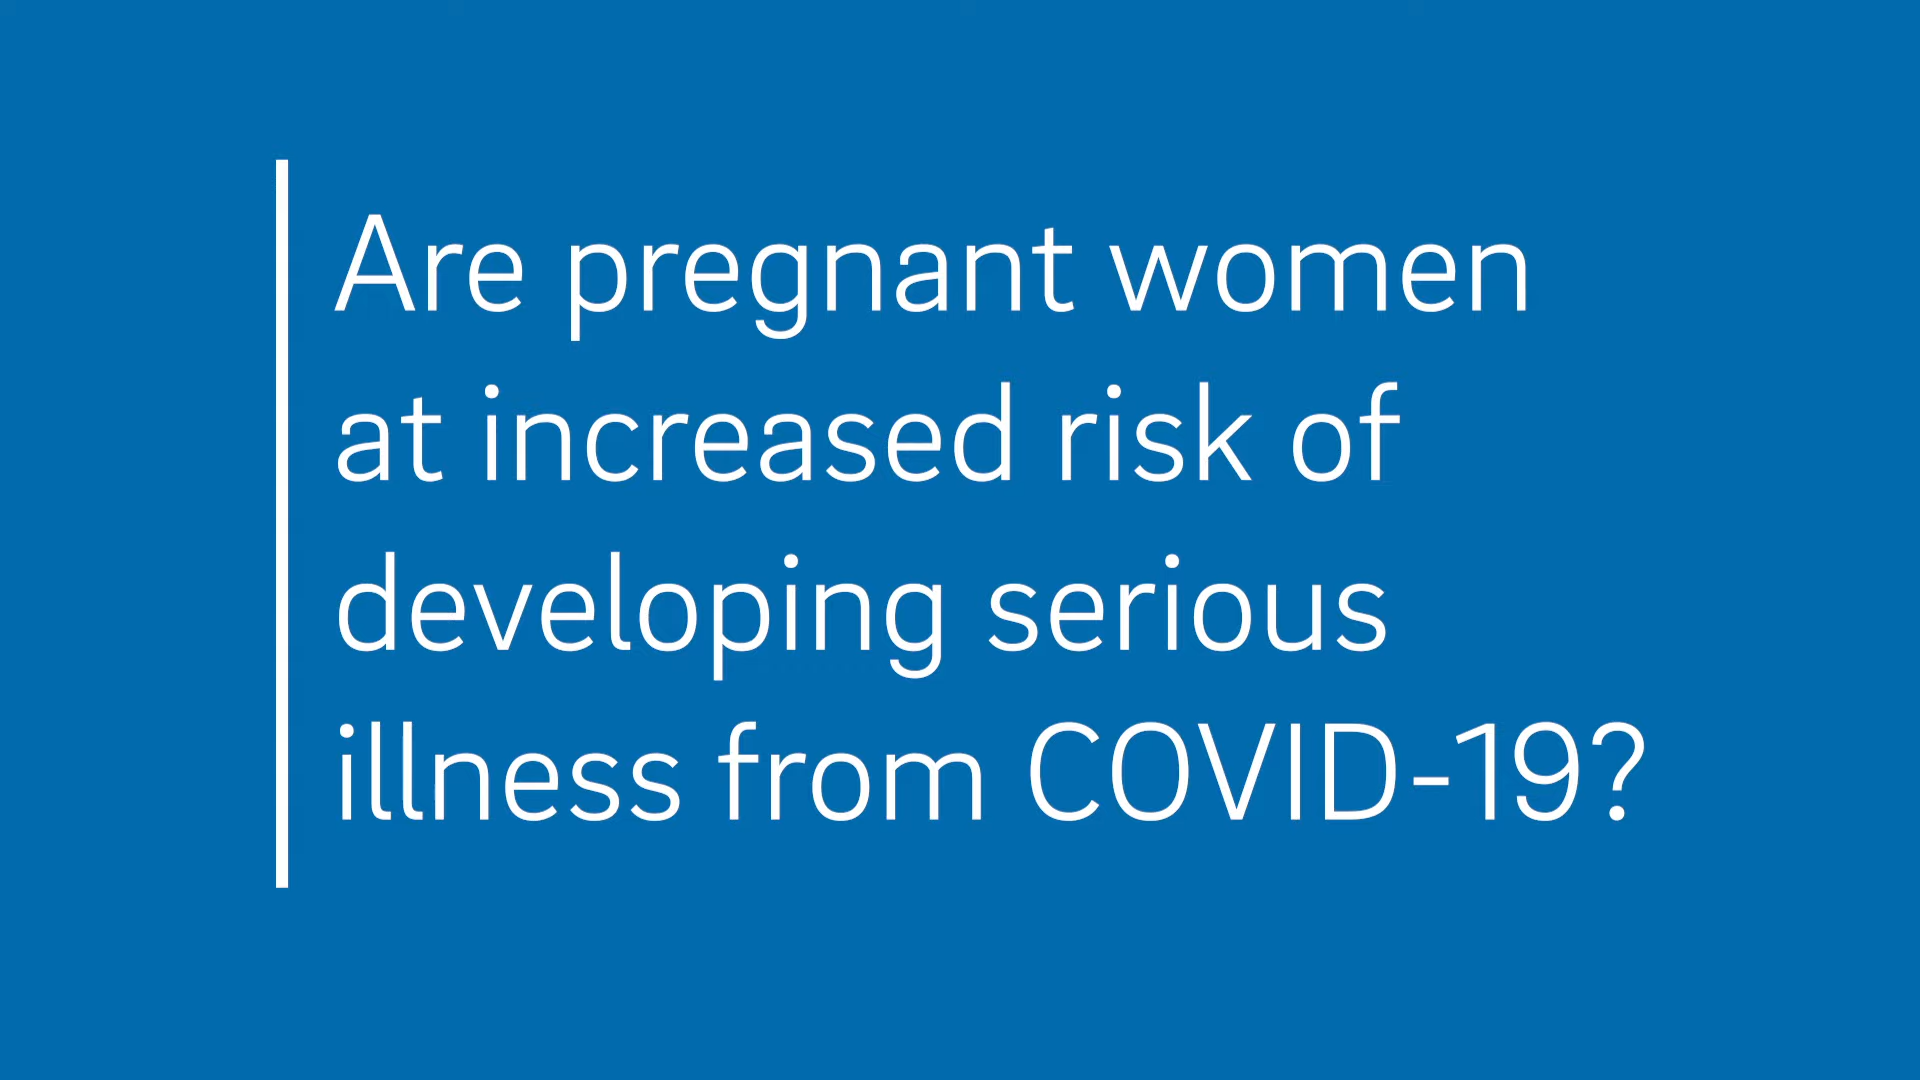 Are pregnant women
at increased risk of
developing serious
illness from COVID-19?